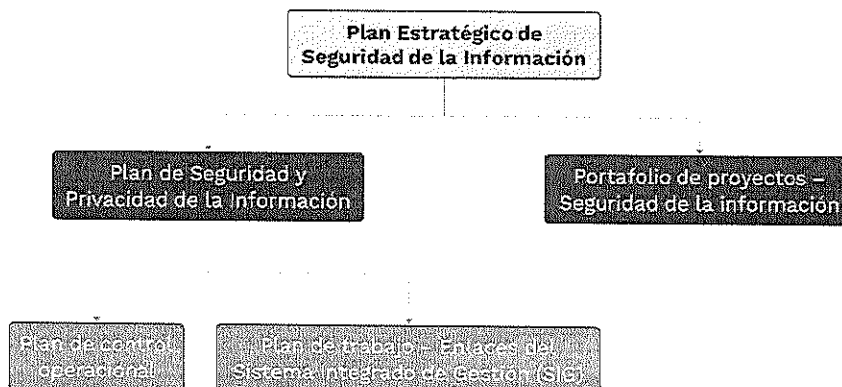 Plan Estratégico de
Seguridad de la Información
Plan de Seguridad y
Privacidad de la Información
Portafolio de proyectos –
Seguridad de la información
Plan de control
operacional
Plan de trabajo – Enlaces del
Sistema Integrado de Gestión (SIG)